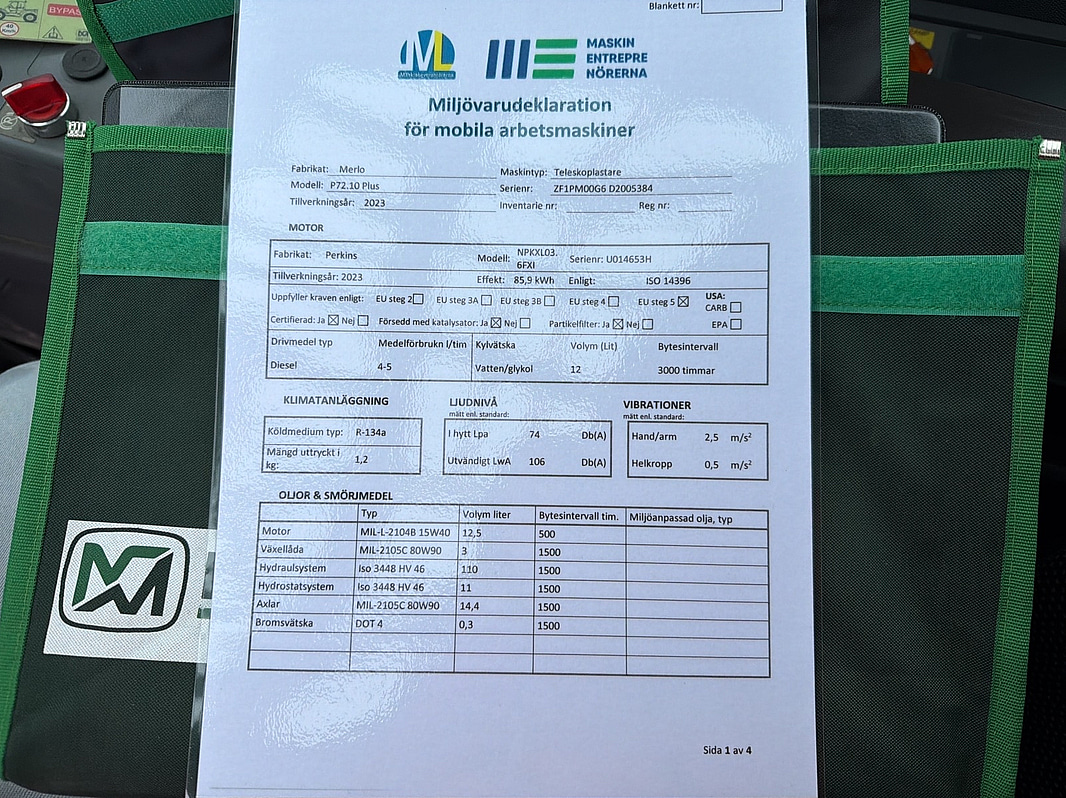 BYPAS
40
Km/h
Blankett nr:
ML
MASKIN
ENTREPRE
NÖRERNA
Miljövarudeklaration
för mobila arbetsmaskiner
Fabrikat: Merlo Maskintyp: Teleskoplastare
Modell: P72.10 Plus Serienr: ZF1PM00G6 D2005384
Tillverkningsår: 2023 Inventarie nr: Reg nr:
MOTOR
Fabrikat: Perkins Modell: NPKXL03.6FXI Serienr: U014653H
Tillverkningsår: 2023 Effekt: 85,9 kWh Enligt: ISO 14396
Uppfyller kraven enligt: EU steg 2☐ EU steg 3A☐ EU steg 3B☐ EU steg 4☐ EU steg 5☒ USA: CARB☐
Certifierad: Ja☒ Nej☐ Försedd med katalysator: Ja☒ Nej☐ Partikelfilter: Ja☒ Nej☐ EPA☐
Drivmedel typ Medelförbrukn l/tim Kylvätska Volym (Lit) Bytesintervall
Diesel 4-5 Vatten/glykol 12 3000 timmar
KLIMATANLÄGGNING LJUDNIVÅ VIBRATIONER
mätt enl. standard: mätt enl. standard:
Köldmedium typ: R-134a I hytt Lpa 74 Db(A) Hand/arm 2,5 m/s²
Mängd uttryckt i kg: 1,2 Utvändigt LwA 106 Db(A) Helkropp 0,5 m/s²
OLJOR & SMÖRJMEDEL
Typ Volym liter Bytesintervall tim. Miljöanpassad olja, typ
Motor MIL-L-2104B 15W40 12,5 500
Växellåda MIL-2105C 80W90 3 1500
Hydraulsystem Iso 3448 HV 46 110 1500
Hydrostatsystem Iso 3448 HV 46 11 1500
Axlar MIL-2105C 80W90 14,4 1500
Bromsvätska DOT 4 0,3 1500
Sida 1 av 4